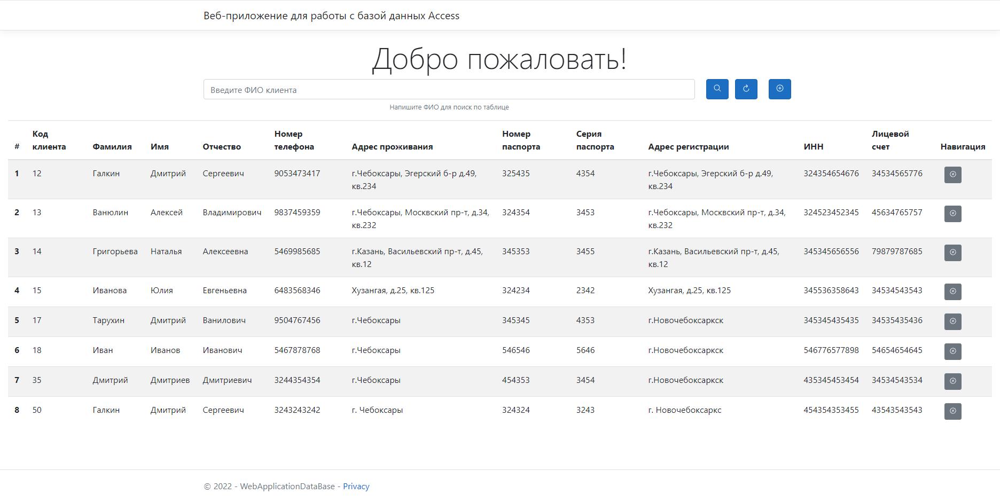 Веб-приложение для работы с базой данных Access
Добро пожаловать!
Введите ФИО клиента
Напишите ФИО для поиска по таблице
# Код клиента Фамилия Имя Отчество Номер телефона Адрес проживания Номер паспорта Серия паспорта Адрес регистрации ИНН Лицевой счет Навигация
1 12 Галкин Дмитрий Сергеевич 9053473417 г.Чебоксары, Эгерский б-р д.49, кв.234 325435 4354 г.Чебоксары, Эгерский б-р д.49, кв.234 324354654676 34534565776
2 13 Ванюлин Алексей Владимирович 9837459359 г.Чебоксары, Москвский пр-т, д.34, кв.232 324354 3453 г.Чебоксары, Москвский пр-т, д.34, кв.232 324523452345 45634765757
3 14 Григорьева Наталья Алексеевна 5469985685 г.Казань, Васильевский пр-т, д.45, кв.12 345353 3455 г.Казань, Васильевский пр-т, д.45, кв.12 345345656556 79879787685
4 15 Иванова Юлия Евгеньевна 6483568346 Хузангая, д.25, кв.125 324234 2342 Хузангая, д.25, кв.125 345536358643 34534543543
5 17 Тарухин Дмитрий Ванилович 9504767456 г.Чебоксары 345345 4353 г.Новочебоксаркск 345345435435 34535435436
6 18 Иван Иванов Иванович 5467878768 г.Чебоксары 546546 5646 г.Новочебоксаркск 546776577898 54654654645
7 35 Дмитрий Дмитриев Дмитриевич 3244354354 г.Чебоксары 454353 3454 г.Новочебоксаркск 435345453454 34534543534
8 50 Галкин Дмитрий Сергеевич 3243243242 г. Чебоксары 324324 3243 г. Новочебоксаркс 454354353455 43543543543
© 2022 - WebApplicationDataBase - Privacy